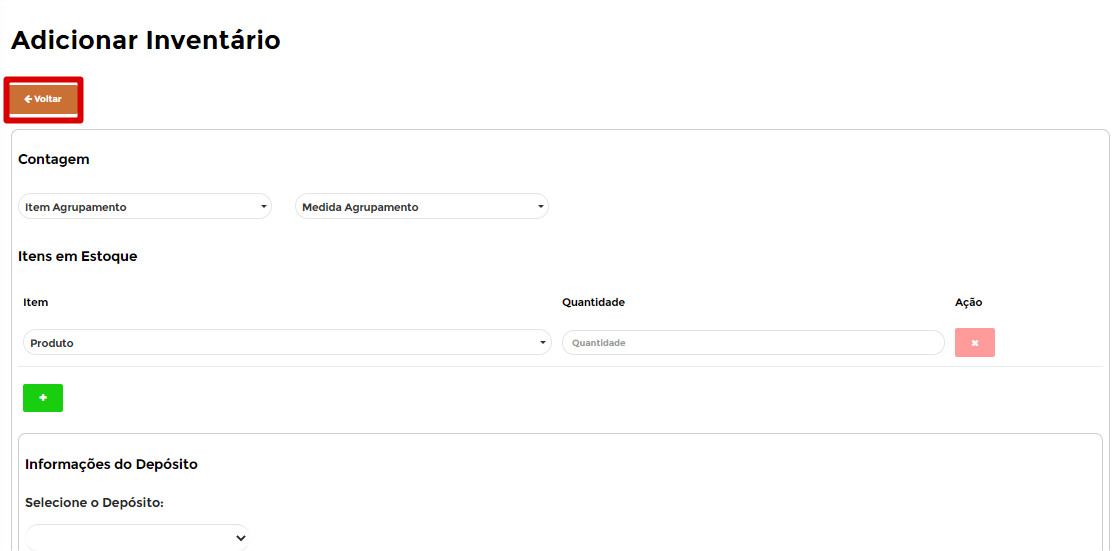 Adicionar Inventário
Voltar
Contagem
Item Agrupamento Medida Agrupamento
Itens em Estoque
Item Quantidade Ação
Produto Quantidade
Informações do Depósito
Selecione o Depósito: